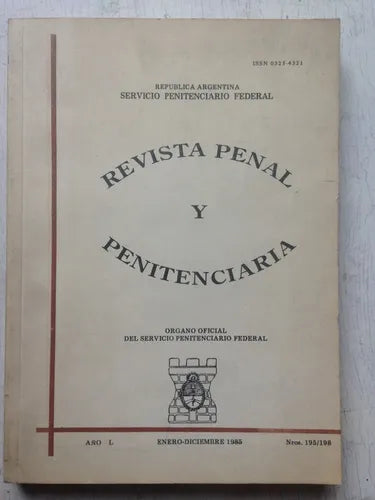 ISSN 0325-4321
REPUBLICA ARGENTINA
SERVICIO PENITENCIARIO FEDERAL
REVISTA PENAL
Y
PENITENCIARIA
ORGANO OFICIAL
DEL SERVICIO PENITENCIARIO FEDERAL
AÑO L ENERO-DICIEMBRE 1985 Nros. 195/198